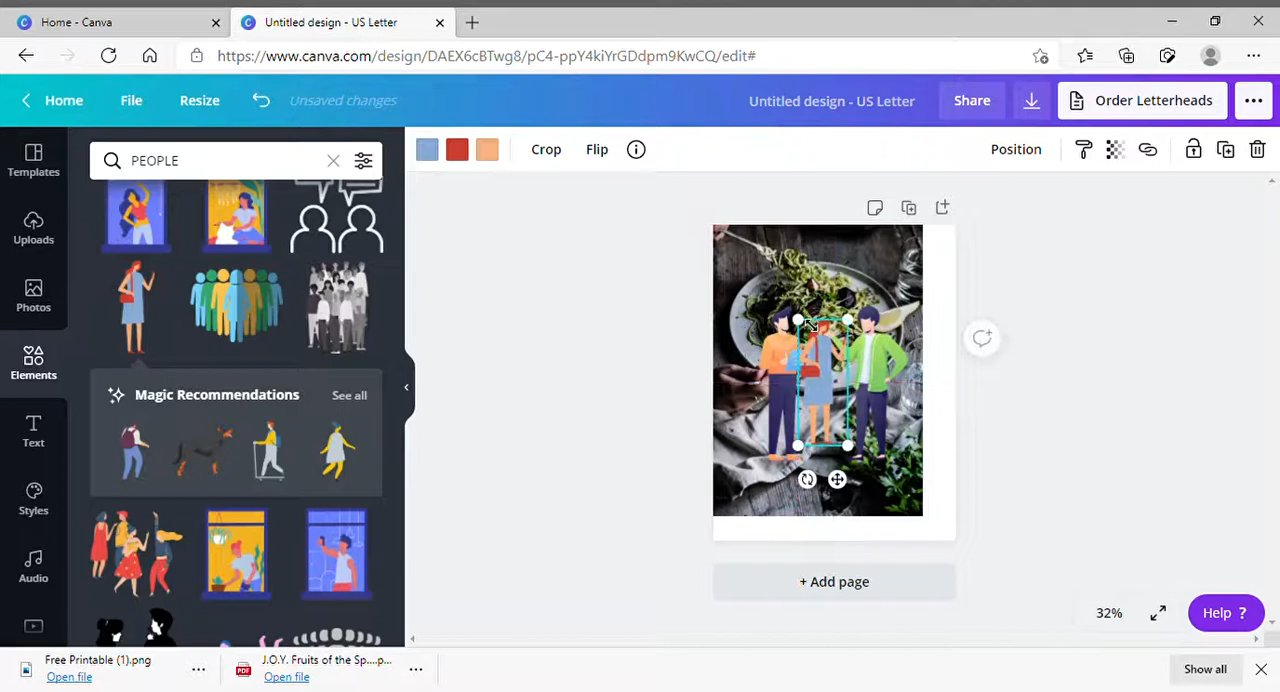 Home - Canva
Untitled design - US Letter
https://www.canva.com/design/DAEX6cBTwg8/pC4-ppY4kiYrGDdpm9KwCQ/edit#
Home File Resize Unsaved changes Untitled design - US Letter Share Order Letterheads
PEOPLE
Crop Flip Position
Templates
Uploads
Photos
Elements
Text
Styles
Audio
Magic Recommendations See all
+ Add page
32% Help ?
Free Printable (1).png
Open file
J.O.Y. Fruits of the Sp....p...
Open file
Show all